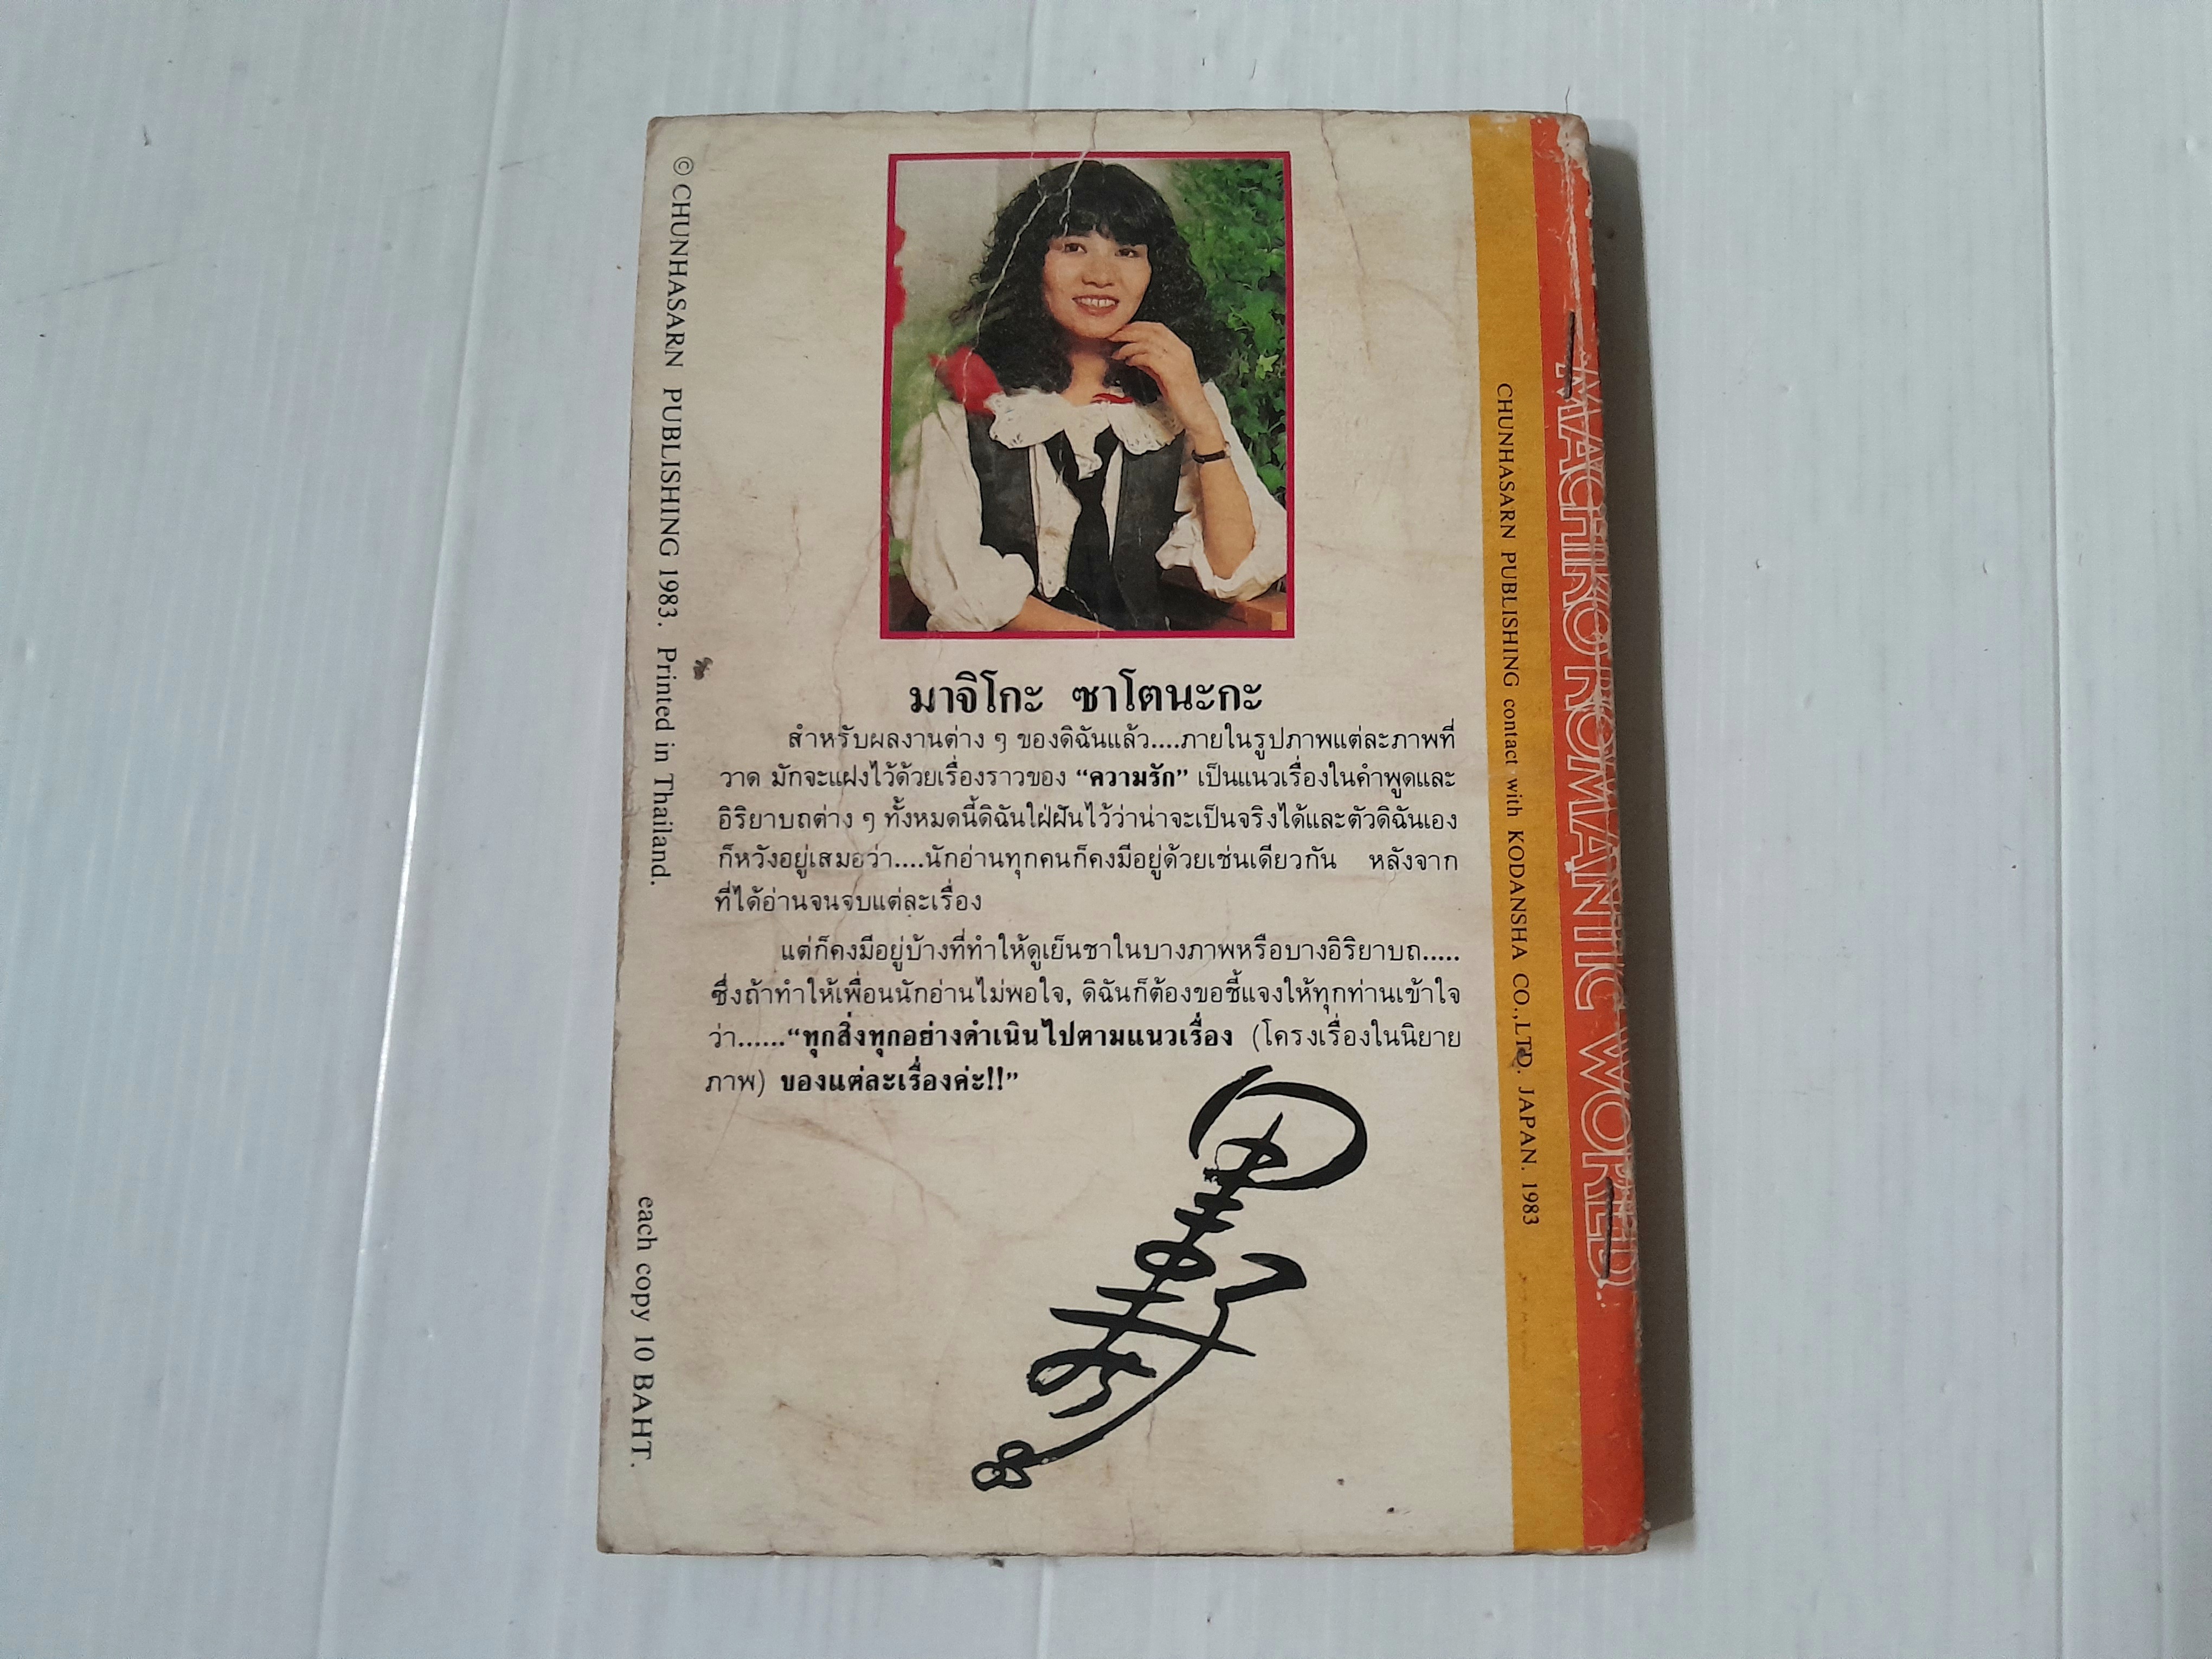 มาจิโกะ ซาโตนะกะ
สำหรับผลงานต่าง ๆ ของดิฉันแล้ว....ภายในรูปภาพแต่ละภาพที่
วาด มักจะแฝงไว้ด้วยเรื่องราวของ “ความรัก” เป็นแนวเรื่องในคำพูดและ
อิริยาบถต่าง ๆ ทั้งหมดนี้ดิฉันใฝ่ฝันไว้ว่าน่าจะเป็นจริงได้และตัวดิฉันเอง
ก็หวังอยู่เสมอว่า....นักอ่านทุกคนก็คงมีอยู่ด้วยเช่นเดียวกัน หลังจาก
ที่ได้อ่านจนจบแต่ละเรื่อง
แต่ก็คงมีอยู่บ้างที่ทำให้ดูเย็นชาในบางภาพหรือบางอิริยาบถ.....
ซึ่งถ้าทำให้เพื่อนนักอ่านไม่พอใจ, ดิฉันก็ต้องขอชี้แจงให้ทุกท่านเข้าใจ
ว่า......“ทุกสิ่งทุกอย่างดำเนินไปตามแนวเรื่อง (โครงเรื่องในนิยาย
ภาพ) ของแต่ละเรื่องค่ะ!!”
© CHUNHASARN PUBLISHING 1983. Printed in Thailand.
each copy 10 BAHT.
CHUNHASARN PUBLISHING contact with KODANSHA CO.,LTD. JAPAN. 1983
MACHIKO ROMANTIC WORLD